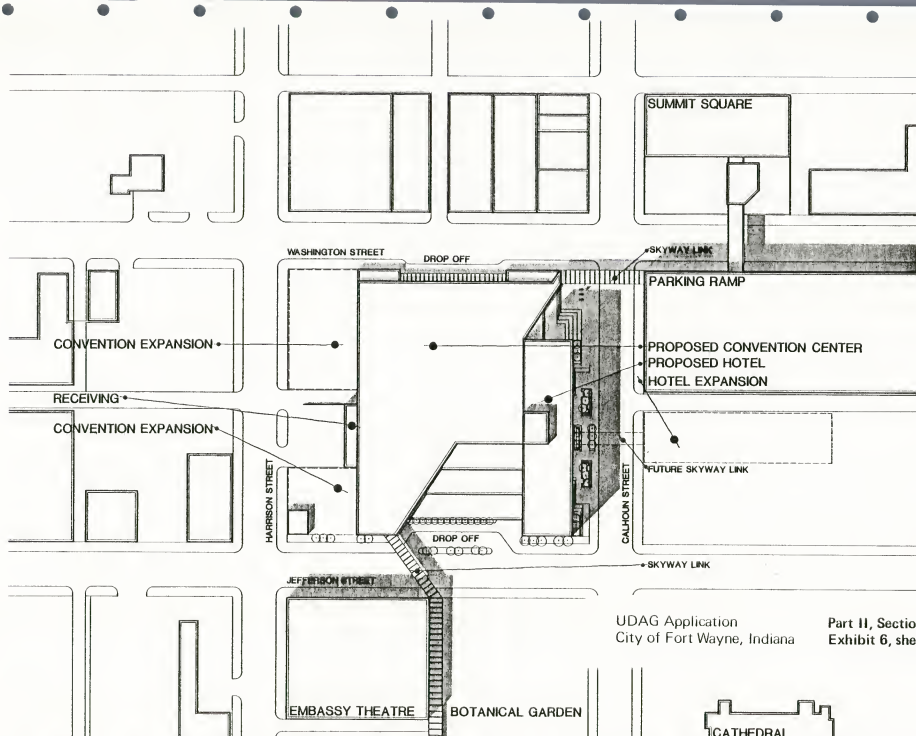 SUMMIT SQUARE
WASHINGTON STREET
DROP OFF
SKYWAY LINK
PARKING RAMP
CONVENTION EXPANSION
PROPOSED CONVENTION CENTER
PROPOSED HOTEL
HOTEL EXPANSION
RECEIVING
CONVENTION EXPANSION
HARRISON STREET
CALHOUN STREET
FUTURE SKYWAY LINK
DROP OFF
SKYWAY LINK
JEFFERSON STREET
UDAG Application
City of Fort Wayne, Indiana
Part II, Sectio
Exhibit 6, she
EMBASSY THEATRE
BOTANICAL GARDEN
CATHEDRAL